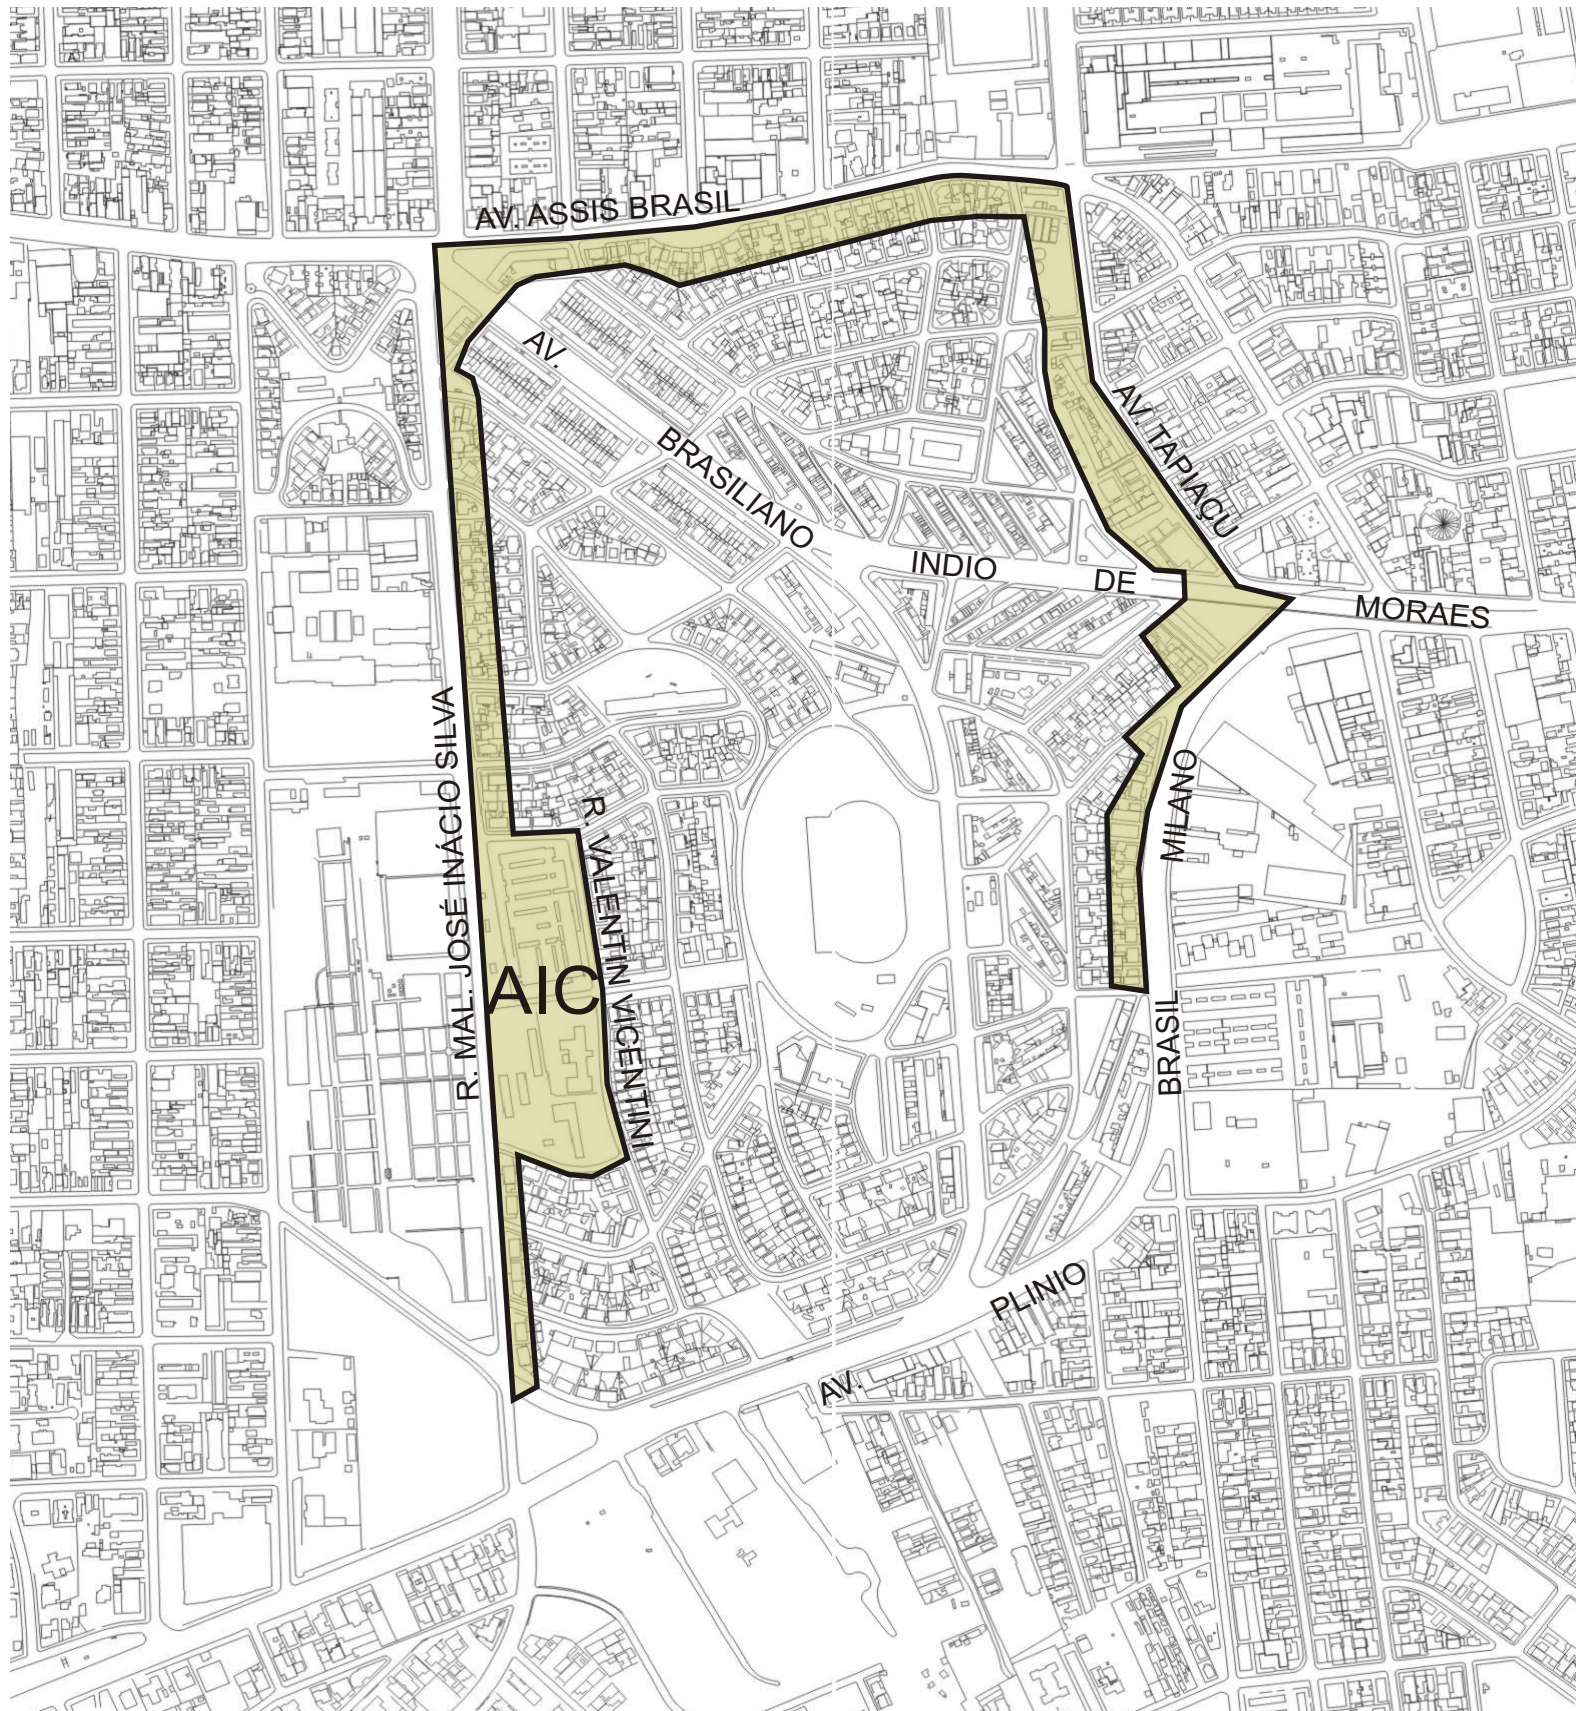 AV. ASSIS BRASIL
AV.
BRASILIANO
INDIO
DE
MORAES
AV. TAPIAÇU
R. MAL. JOSÉ INÁCIO SILVA
R. VALENTIN VICENTINI
AIC
MILANO
BRASIL
PLINIO
AV.